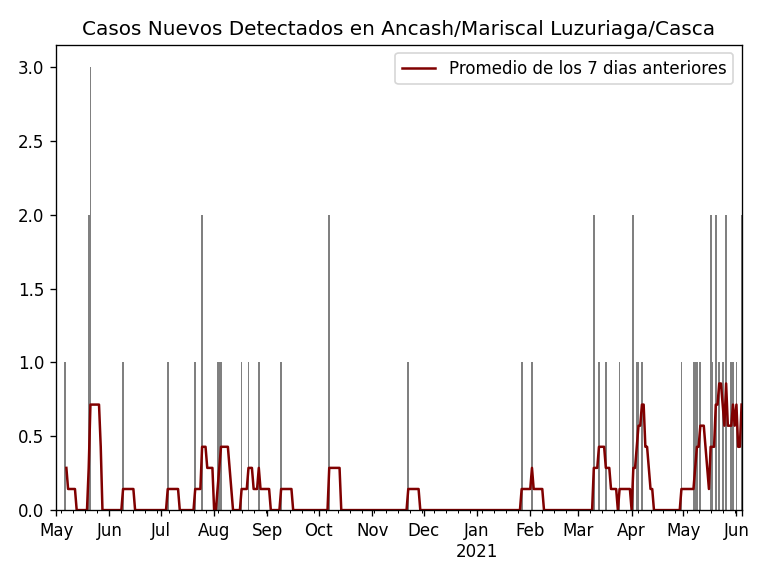 Casos Nuevos Detectados en Ancash/Mariscal Luzuriaga/Casca
Promedio de los 7 dias anteriores
3.0
2.5
2.0
1.5
1.0
0.5
0.0
May Jun Jul Aug Sep Oct Nov Dec Jan Feb Mar Apr May Jun
2021